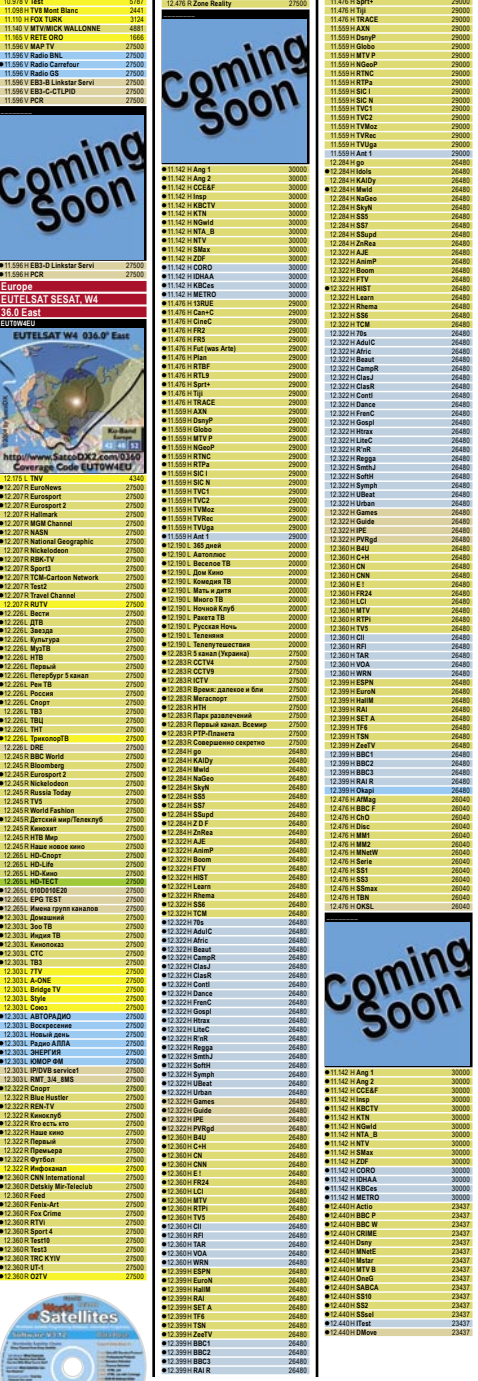 10.978 V Test 5787
11.098 H TV8 Mont Blanc 2441
11.110 H FOX TURK 3124
11.140 V MTV/MICK WALLONNE 4881
11.165 V RETE ORO 1666
11.596 V MAP TV 27500
11.596 V Radio BNL 27500
11.596 V Radio Carrefour 27500
11.596 V Radio GS 27500
11.596 V EB3-B Linkstar Servi 27500
11.596 V EB3-C-CTLPID 27500
11.596 V PCR 27500
Coming
Soon
11.596 H EB3-D Linkstar Servi 27500
11.596 H PCR 27500
Europe
EUTELSAT SESAT, W4
36.0 East
EUT0W4EU
EUTELSAT W4 036.0° East
Ku-Band
Europe
42 48 52
http://www.SatcoDX2.com/0360
Coverage Code EUT0W4EU
12.175 L TNV 4340
12.207 R EuroNews 27500
12.207 R Eurosport 27500
12.207 R Eurosport 2 27500
12.207 R Hallmark 27500
12.207 R MGM Channel 27500
12.207 R NASN 27500
12.207 R National Geographic 27500
12.207 R Nickelodeon 27500
12.207 R RBK-TV 27500
12.207 R Sport3 27500
12.207 R TCM-Cartoon Network 27500
12.207 R Test2 27500
12.207 R Travel Channel 27500
12.207 R RUTV 27500
12.226 L Вести 27500
12.226 L ДТВ 27500
12.226 L Звезда 27500
12.226 L Культура 27500
12.226 L МузТВ 27500
12.226 L НТВ 27500
12.226 L Первый 27500
12.226 L Петербург 5 канал 27500
12.226 L Рен ТВ 27500
12.226 L Россия 27500
12.226 L Спорт 27500
12.226 L ТВ3 27500
12.226 L ТВЦ 27500
12.226 L ТНТ 27500
12.226 L ТриколорТВ 27500
12.226 L DRE 27500
12.245 R BBC World 27500
12.245 R Bloomberg 27500
12.245 R Eurosport 2 27500
12.245 R Nickelodeon 27500
12.245 R Russia Today 27500
12.245 R TV5 27500
12.245 R World Fashion 27500
12.245 R Детский мир/Телеклуб 27500
12.245 R Кинохит 27500
12.245 R НТВ Мир 27500
12.245 R Наше новое кино 27500
12.265 L HD-Спорт 27500
12.265 L HD-Life 27500
12.265 L HD-Кино 27500
12.265 L HD-ТЕСТ 27500
12.265 L 010D010E20 27500
12.265 L EPG TEST 27500
12.265 L Имена групп каналов 27500
12.303 L Домашний 27500
12.303 L Зоо ТВ 27500
12.303 L Индия ТВ 27500
12.303 L Кинопоказ 27500
12.303 L СТС 27500
12.303 L ТВ3 27500
12.303 L 7TV 27500
12.303 L A-ONE 27500
12.303 L Bridge TV 27500
12.303 L Style 27500
12.303 L Союз 27500
12.303 L АВТОРАДИО 27500
12.303 L Воскресение 27500
12.303 L Новый день 27500
12.303 L Радио АЛЛА 27500
12.303 L ЭНЕРГИЯ 27500
12.303 L ЮМОР ФМ 27500
12.303 L IP/DVB service1 27500
12.303 L RMT_3/4_8MS 27500
12.322 R Спорт 27500
12.322 R Blue Hustler 27500
12.322 R REN-TV 27500
12.322 R Киноклуб 27500
12.322 R Кто есть кто 27500
12.322 R Наше кино 27500
12.322 R Первый 27500
12.322 R Премьера 27500
12.322 R Футбол 27500
12.322 R Инфоканал 27500
12.360 R CNN International 27500
12.360 R Detskiy Mir-Teleclub 27500
12.360 R Feed 27500
12.360 R Fenix-Art 27500
12.360 R Fox Crime 27500
12.360 R RTVi 27500
12.360 R Sport 4 27500
12.360 R Test10 27500
12.360 R Test3 27500
12.360 R TRC KYIV 27500
12.360 R UT-1 27500
12.360 R O2TV 27500
World
of Satellites
12.476 R Zone Reality 27500
Coming
Soon
11.142 H Ang 1 30000
11.142 H Ang 2 30000
11.142 H CCE&F 30000
11.142 H Insp 30000
11.142 H KBCTV 30000
11.142 H KTN 30000
11.142 H NGwld 30000
11.142 H NTA_B 30000
11.142 H NTV 30000
11.142 H SMax 30000
11.142 H ZDF 30000
11.142 H CORO 30000
11.142 H IDHAA 30000
11.142 H KBCes 30000
11.142 H METRO 30000
11.476 H 13RUE 29000
11.476 H Can+C 29000
11.476 H CineC 29000
11.476 H FR2 29000
11.476 H FR5 29000
11.476 H Fut (was Arte) 29000
11.476 H Plan 29000
11.476 H RTBF 29000
11.476 H RTL9 29000
11.476 H Sprt+ 29000
11.476 H Tiji 29000
11.476 H TRACE 29000
11.559 H AXN 29000
11.559 H DsnyP 29000
11.559 H Globo 29000
11.559 H MTV P 29000
11.559 H NGeoP 29000
11.559 H RTNC 29000
11.559 H RTPa 29000
11.559 H SIC I 29000
11.559 H SIC N 29000
11.559 H TVC1 29000
11.559 H TVC2 29000
11.559 H TVMoz 29000
11.559 H TVRec 29000
11.559 H TVUga 29000
11.559 H Ant 1 29000
12.190 L 365 дней 20000
12.190 L Автоплюс 20000
12.190 L Веселое ТВ 20000
12.190 L Дом Кино 20000
12.190 L Комедия ТВ 20000
12.190 L Мать и дитя 20000
12.190 L Много ТВ 20000
12.190 L Ночной Клуб 20000
12.190 L Ракета ТВ 20000
12.190 L Русская Ночь 20000
12.190 L Теленяня 20000
12.190 L Телепутешествия 20000
12.283 R 5 канал (Украина) 27500
12.283 R CCTV4 27500
12.283 R CCTV9 27500
12.283 R ICTV 27500
12.283 R Время: далекое и бли 27500
12.283 R Мегаспорт 27500
12.283 R НТН 27500
12.283 R Парк развлечений 27500
12.283 R Первый канал. Всемир 27500
12.283 R РТР-Планета 27500
12.283 R Совершенно секретно 27500
12.284 H go 26480
12.284 H KAIDy 26480
12.284 H Mwld 26480
12.284 H NaGeo 26480
12.284 H SkyN 26480
12.284 H SS5 26480
12.284 H SS7 26480
12.284 H SSupd 26480
12.284 H Z D F 26480
12.284 H ZnRea 26480
12.322 H AJE 26480
12.322 H AnimP 26480
12.322 H Boom 26480
12.322 H FTV 26480
12.322 H HIST 26480
12.322 H Learn 26480
12.322 H Rhema 26480
12.322 H SS6 26480
12.322 H TCM 26480
12.322 H 70s 26480
12.322 H AdulC 26480
12.322 H Afric 26480
12.322 H Beaut 26480
12.322 H CampR 26480
12.322 H ClasJ 26480
12.322 H ClasR 26480
12.322 H Contl 26480
12.322 H Dance 26480
12.322 H FrenC 26480
12.322 H Gospl 26480
12.322 H Htrax 26480
12.322 H LiteC 26480
12.322 H R'nR 26480
12.322 H Regga 26480
12.322 H SmthJ 26480
12.322 H SoftH 26480
12.322 H Symph 26480
12.322 H UBeat 26480
12.322 H Urban 26480
12.322 H Games 26480
12.322 H Guide 26480
12.322 H IPE 26480
12.322 H PVRgd 26480
12.360 H B4U 26480
12.360 H C+H 26480
12.360 H CN 26480
12.360 H CNN 26480
12.360 H E ! 26480
12.360 H FR24 26480
12.360 H LCI 26480
12.360 H MTV 26480
12.360 H RTPi 26480
12.360 H TV5 26480
12.360 H CII 26480
12.360 H RFI 26480
12.360 H TAR 26480
12.360 H VOA 26480
12.360 H WRN 26480
12.399 H ESPN 26480
12.399 H EuroN 26480
12.399 H HallM 26480
12.399 H RAI 26480
12.399 H SET A 26480
12.399 H TF6 26480
12.399 H TSN 26480
12.399 H ZeeTV 26480
12.399 H BBC1 26480
12.399 H BBC2 26480
12.399 H BBC3 26480
12.399 H RAI R 26480
11.476 H Sprt+ 29000
11.476 H Tiji 29000
11.476 H TRACE 29000
11.559 H AXN 29000
11.559 H DsnyP 29000
11.559 H Globo 29000
11.559 H MTV P 29000
11.559 H NGeoP 29000
11.559 H RTNC 29000
11.559 H RTPa 29000
11.559 H SIC I 29000
11.559 H SIC N 29000
11.559 H TVC1 29000
11.559 H TVC2 29000
11.559 H TVMoz 29000
11.559 H TVRec 29000
11.559 H TVUga 29000
11.559 H Ant 1 29000
12.284 H go 26480
12.284 H Idols 26480
12.284 H KAIDy 26480
12.284 H Mwld 26480
12.284 H NaGeo 26480
12.284 H SkyN 26480
12.284 H SS5 26480
12.284 H SS7 26480
12.284 H SSupd 26480
12.284 H ZnRea 26480
12.322 H AJE 26480
12.322 H AnimP 26480
12.322 H Boom 26480
12.322 H FTV 26480
12.322 H HIST 26480
12.322 H Learn 26480
12.322 H Rhema 26480
12.322 H SS6 26480
12.322 H TCM 26480
12.322 H 70s 26480
12.322 H AdulC 26480
12.322 H Afric 26480
12.322 H Beaut 26480
12.322 H CampR 26480
12.322 H ClasJ 26480
12.322 H ClasR 26480
12.322 H Contl 26480
12.322 H Dance 26480
12.322 H FrenC 26480
12.322 H Gospl 26480
12.322 H Htrax 26480
12.322 H LiteC 26480
12.322 H R'nR 26480
12.322 H Regga 26480
12.322 H SmthJ 26480
12.322 H SoftH 26480
12.322 H Symph 26480
12.322 H UBeat 26480
12.322 H Urban 26480
12.322 H Games 26480
12.322 H Guide 26480
12.322 H IPE 26480
12.322 H PVRgd 26480
12.360 H B4U 26480
12.360 H C+H 26480
12.360 H CN 26480
12.360 H CNN 26480
12.360 H E ! 26480
12.360 H FR24 26480
12.360 H LCI 26480
12.360 H MTV 26480
12.360 H RTPi 26480
12.360 H TV5 26480
12.360 H CII 26480
12.360 H RFI 26480
12.360 H TAR 26480
12.360 H VOA 26480
12.360 H WRN 26480
12.399 H ESPN 26480
12.399 H EuroN 26480
12.399 H HallM 26480
12.399 H RAI 26480
12.399 H SET A 26480
12.399 H TF6 26480
12.399 H TSN 26480
12.399 H ZeeTV 26480
12.399 H BBC1 26480
12.399 H BBC2 26480
12.399 H BBC3 26480
12.399 H RAI R 26480
12.399 H Okapi 26480
12.476 H AfMag 26040
12.476 H BBC F 26040
12.476 H ChO 26040
12.476 H Disc 26040
12.476 H MM1 26040
12.476 H MM2 26040
12.476 H MNetW 26040
12.476 H Serie 26040
12.476 H SS1 26040
12.476 H SS3 26040
12.476 H SSmax 26040
12.476 H TBN 26040
12.476 H OKSL 26040
Coming
Soon
11.142 H Ang 1 30000
11.142 H Ang 2 30000
11.142 H CCE&F 30000
11.142 H Insp 30000
11.142 H KBCTV 30000
11.142 H KTN 30000
11.142 H NGwld 30000
11.142 H NTA_B 30000
11.142 H NTV 30000
11.142 H SMax 30000
11.142 H ZDF 30000
11.142 H CORO 30000
11.142 H IDHAA 30000
11.142 H KBCes 30000
11.142 H METRO 30000
12.440 H Actio 23437
12.440 H BBC P 23437
12.440 H BBC W 23437
12.440 H CRIME 23437
12.440 H Dsny 23437
12.440 H MNetE 23437
12.440 H Mstar 23437
12.440 H MTV B 23437
12.440 H OneG 23437
12.440 H SABCA 23437
12.440 H SS10 23437
12.440 H SS2 23437
12.440 H SSsel 23437
12.440 H ITest 23437
12.440 H DMove 23437